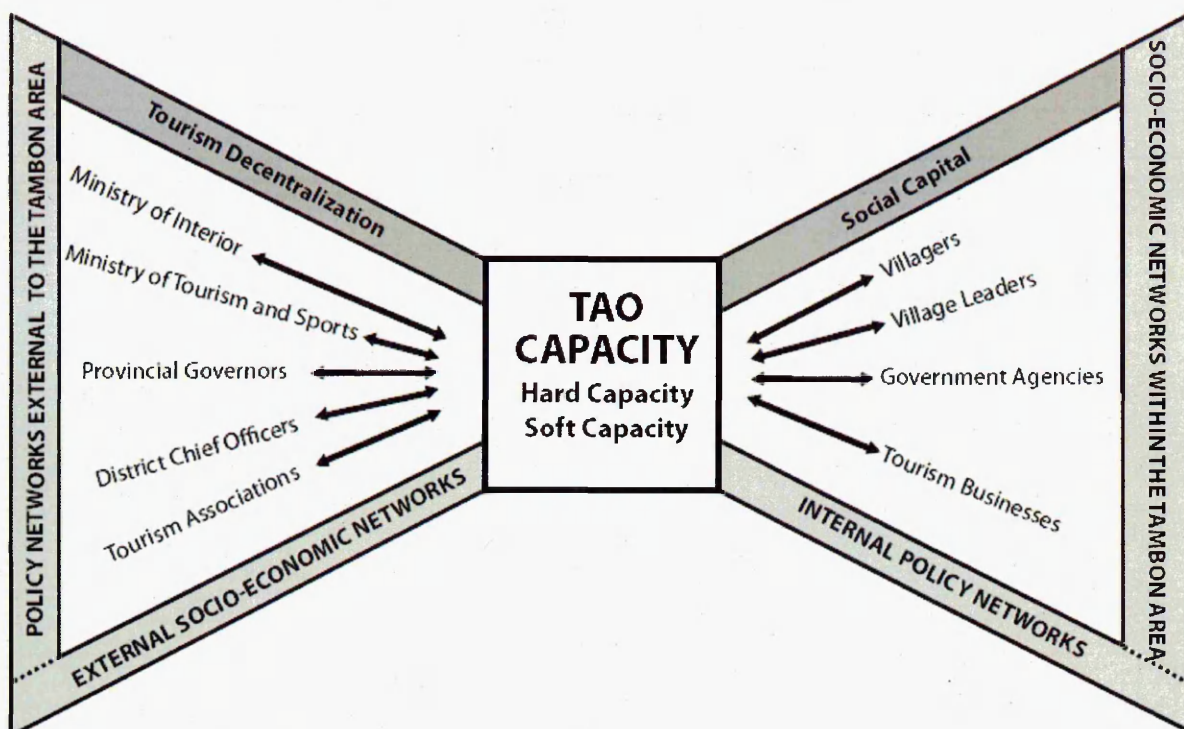 POLICY NETWORKS EXTERNAL TO THE TAMBON AREA
Tourism Decentralization
Ministry of Interior
Ministry of Tourism and Sports
Provincial Governors
District Chief Officers
Tourism Associations
EXTERNAL SOCIO-ECONOMIC NETWORKS
TAO
CAPACITY
Hard Capacity
Soft Capacity
Social Capital
Villagers
Village Leaders
Government Agencies
Tourism Businesses
INTERNAL POLICY NETWORKS
SOCIO-ECONOMIC NETWORKS WITHIN THE TAMBON AREA